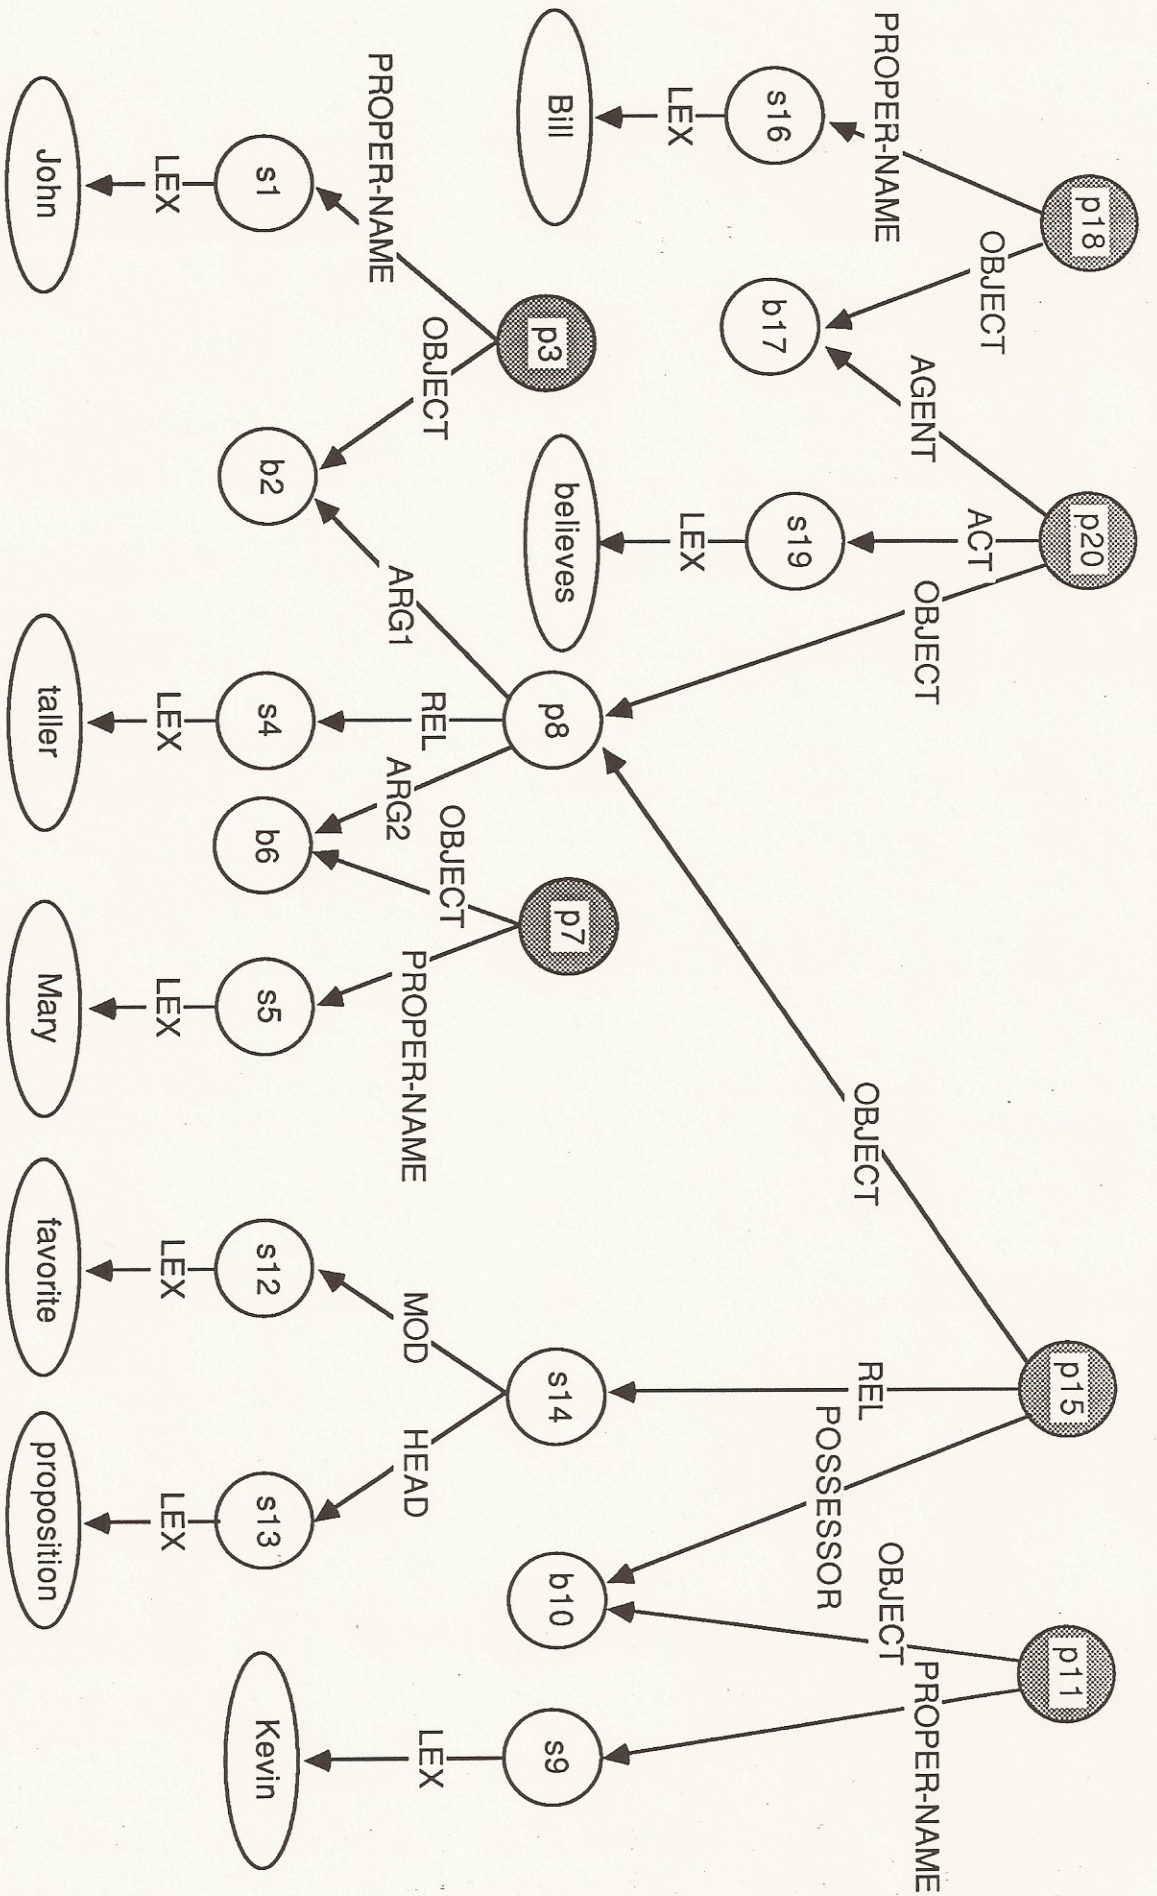 p18
p20
p15
p11
PROPER-NAME
OBJECT
AGENT
ACT
OBJECT
OBJECT
REL
POSSESSOR
OBJECT
PROPER-NAME
s16
b17
s19
LEX
LEX
Bill
believes
p3
p8
p7
s14
b10
s9
PROPER-NAME
OBJECT
ARG1
REL
ARG2
OBJECT
PROPER-NAME
MOD
HEAD
LEX
s1
b2
s4
b6
s5
s12
s13
Kevin
LEX
LEX
LEX
LEX
LEX
John
taller
Mary
favorite
proposition